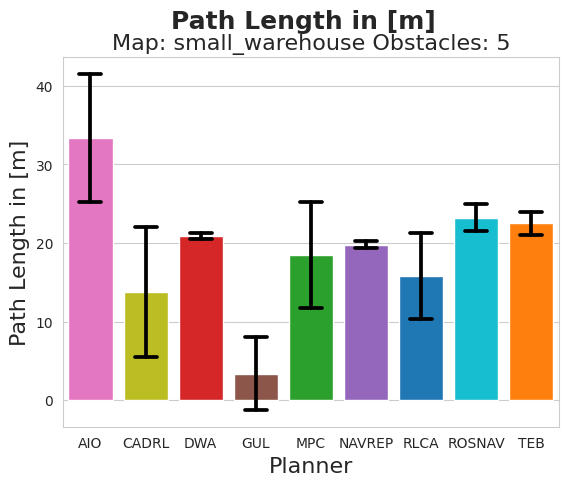 Path Length in [m]
Map: small_warehouse Obstacles: 5
Path Length in [m]
40
30
20
10
0
AIO CADRL DWA GUL MPC NAVREP RLCA ROSNAV TEB
Planner